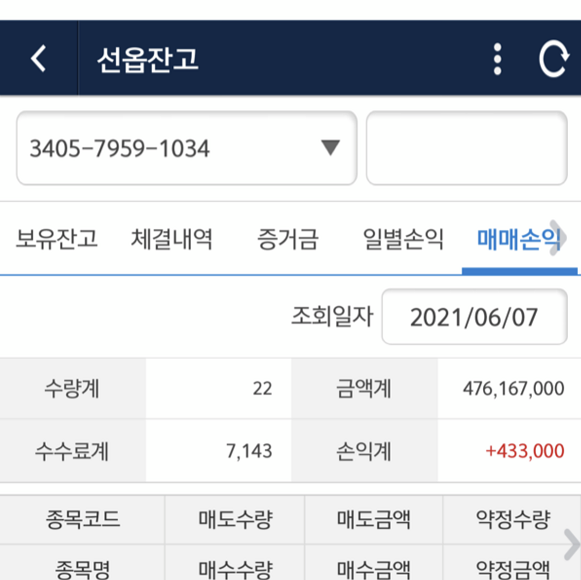 선옵잔고
3405-7959-1034
보유잔고 체결내역 증거금 일별손익 매매손익
조회일자 2021/06/07
수량계 22 금액계 476,167,000
수수료계 7,143 손익계 +433,000
종목코드 매도수량 매도금액 약정수량
종목명 매수수량 매수금액 약정금액